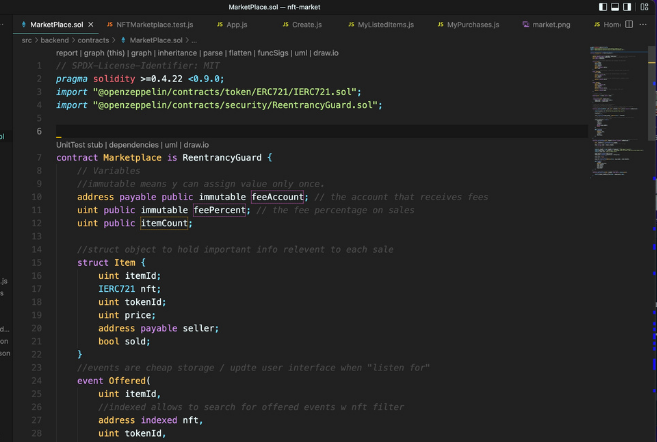 MarketPlace.sol — nft-market
MarketPlace.sol NFTMarketplace.test.js App.js Create.js MyListedItems.js MyPurchases.js market.png Home
src > backend > contracts > MarketPlace.sol > ...
report | graph (this) | graph | inheritance | parse | flatten | funcSigs | uml | draw.io
1 // SPDX-License-Identifier: MIT
2 pragma solidity >=0.4.22 <0.9.0;
3 import "@openzeppelin/contracts/token/ERC721/IERC721.sol";
4 import "@openzeppelin/contracts/security/ReentrancyGuard.sol";
5
6 _
UnitTest stub | dependencies | uml | draw.io
7 contract Marketplace is ReentrancyGuard {
8 // Variables
9 //immutable means y can assign value only once.
10 address payable public immutable feeAccount; // the account that receives fees
11 uint public immutable feePercent; // the fee percentage on sales
12 uint public itemCount;
13
14 //struct object to hold important info relevent to each sale
15 struct Item {
16 uint itemId;
17 IERC721 nft;
18 uint tokenId;
19 uint price;
20 address payable seller;
21 bool sold;
22 }
23 //events are cheap storage / updte user interface when "listen for"
24 event Offered(
25 uint itemId,
26 //indexed allows to search for offered events w nft filter
27 address indexed nft,
28 uint tokenId,